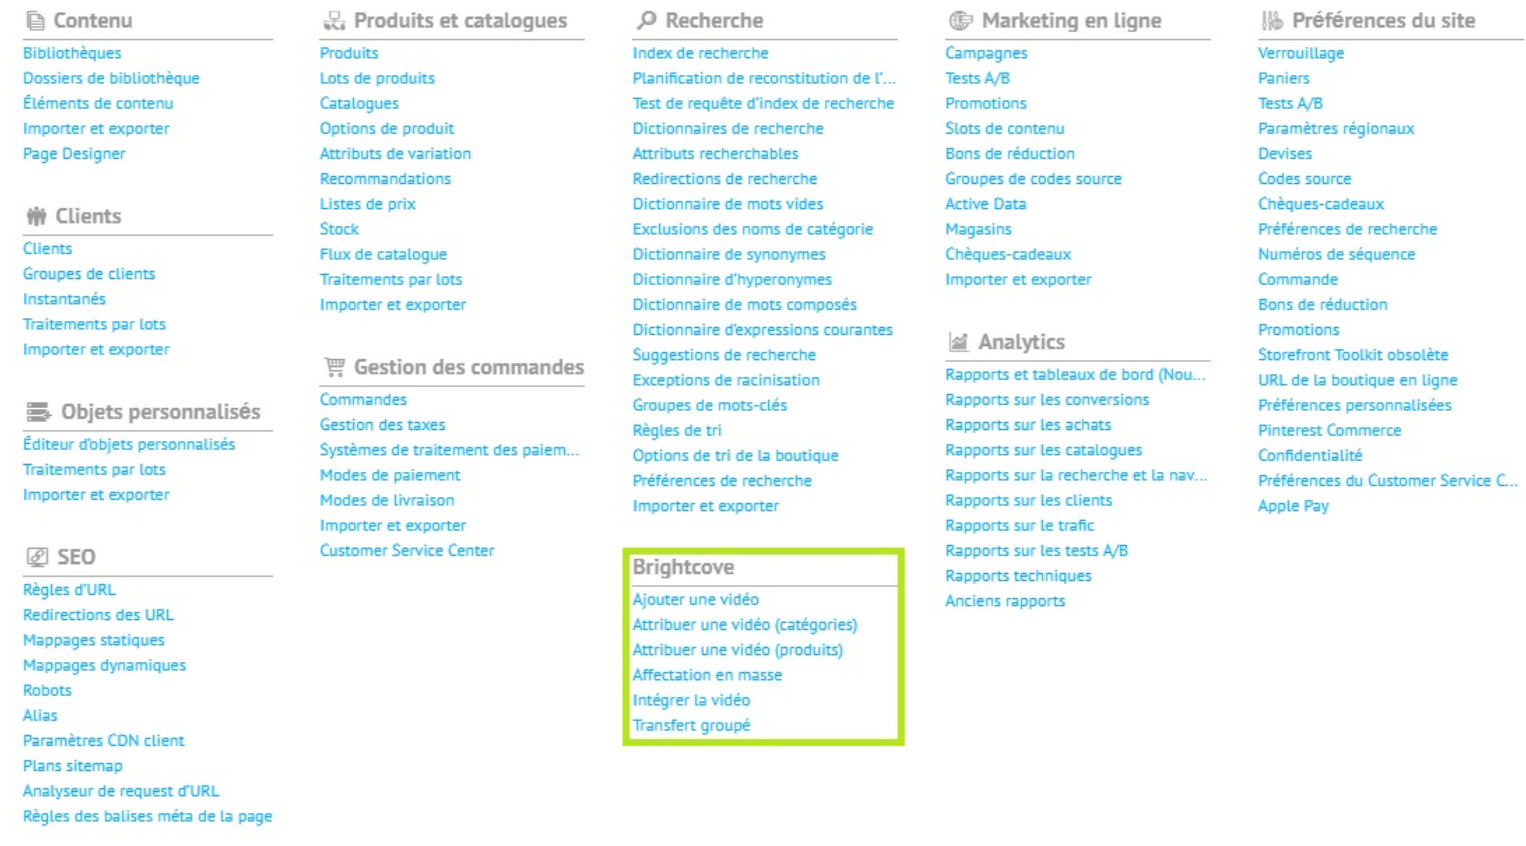 Contenu
Bibliothèques
Dossiers de bibliothèque
Éléments de contenu
Importer et exporter
Page Designer
Clients
Clients
Groupes de clients
Instantanés
Traitements par lots
Importer et exporter
Objets personnalisés
Éditeur d'objets personnalisés
Traitements par lots
Importer et exporter
SEO
Règles d'URL
Redirections des URL
Mappages statiques
Mappages dynamiques
Robots
Alias
Paramètres CDN client
Plans sitemap
Analyseur de request d'URL
Règles des balises méta de la page
Produits et catalogues
Produits
Lots de produits
Catalogues
Options de produit
Attributs de variation
Recommandations
Listes de prix
Stock
Flux de catalogue
Traitements par lots
Importer et exporter
Gestion des commandes
Commandes
Gestion des taxes
Systèmes de traitement des paiem...
Modes de paiement
Modes de livraison
Importer et exporter
Customer Service Center
Recherche
Index de recherche
Planification de reconstitution de l'...
Test de requête d'index de recherche
Dictionnaires de recherche
Attributs recherchables
Redirections de recherche
Dictionnaire de mots vides
Exclusions des noms de catégorie
Dictionnaire de synonymes
Dictionnaire d'hyperonymes
Dictionnaire de mots composés
Dictionnaire d'expressions courantes
Suggestions de recherche
Exceptions de racinisation
Groupes de mots-clés
Règles de tri
Options de tri de la boutique
Préférences de recherche
Importer et exporter
Brightcove
Ajouter une vidéo
Attribuer une vidéo (catégories)
Attribuer une vidéo (produits)
Affectation en masse
Intégrer la vidéo
Transfert groupé
Marketing en ligne
Campagnes
Tests A/B
Promotions
Slots de contenu
Bons de réduction
Groupes de codes source
Active Data
Magasins
Chèques-cadeaux
Importer et exporter
Analytics
Rapports et tableaux de bord (Nou...
Rapports sur les conversions
Rapports sur les achats
Rapports sur les catalogues
Rapports sur la recherche et la nav...
Rapports sur les clients
Rapports sur le trafic
Rapports sur les tests A/B
Rapports techniques
Anciens rapports
Préférences du site
Verrouillage
Paniers
Tests A/B
Paramètres régionaux
Devises
Codes source
Chèques-cadeaux
Préférences de recherche
Numéros de séquence
Commande
Bons de réduction
Promotions
Storefront Toolkit obsolète
URL de la boutique en ligne
Préférences personnalisées
Pinterest Commerce
Confidentialité
Préférences du Customer Service C...
Apple Pay